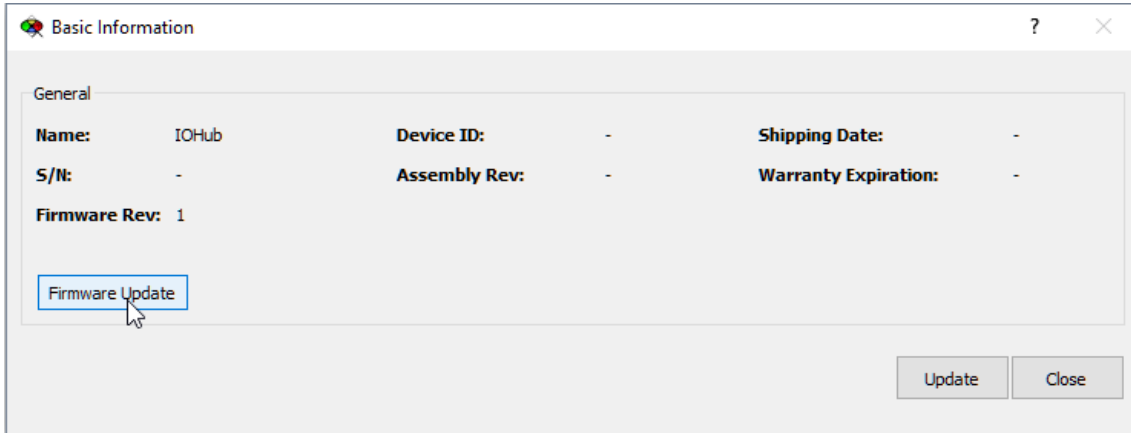 Basic Information ?
General
Name: IOHub Device ID: - Shipping Date: -
S/N: - Assembly Rev: - Warranty Expiration: -
Firmware Rev: 1
Firmware Update
Update Close